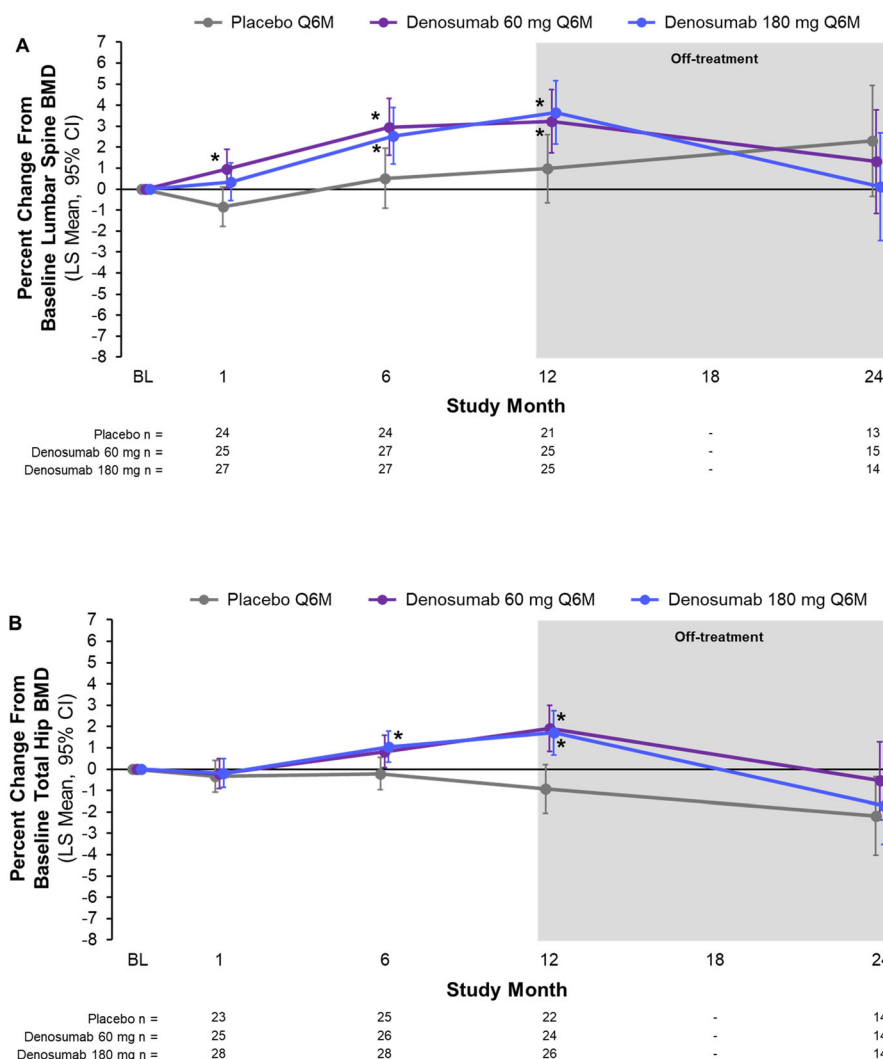 Placebo Q6M Denosumab 60 mg Q6M Denosumab 180 mg Q6M
A
Off-treatment
Percent Change From
Baseline Lumbar Spine BMD
(LS Mean, 95% CI)
7
6
5
4
3
2
1
0
-1
-2
-3
-4
-5
-6
-7
-8
* * * * *
BL 1 6 12 18 24
Study Month
Placebo n = 24 24 21 - 13
Denosumab 60 mg n = 25 27 25 - 15
Denosumab 180 mg n = 27 27 25 - 14
Placebo Q6M Denosumab 60 mg Q6M Denosumab 180 mg Q6M
B
Off-treatment
Percent Change From
Baseline Total Hip BMD
(LS Mean, 95% CI)
7
6
5
4
3
2
1
0
-1
-2
-3
-4
-5
-6
-7
-8
* * *
BL 1 6 12 18 24
Study Month
Placebo n = 23 25 22 - 14
Denosumab 60 mg n = 25 26 24 - 14
Denosumab 180 mg n = 28 28 26 - 14